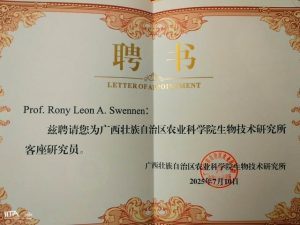 聘 书
LETTER OF APPOINTMENT
Prof. Rony Leon A. Swennen:
兹聘请您为广西壮族自治区农业科学院生物技术研究所
客座研究员。
广西壮族自治区农业科学院生物技术研究所
2025年7月10日